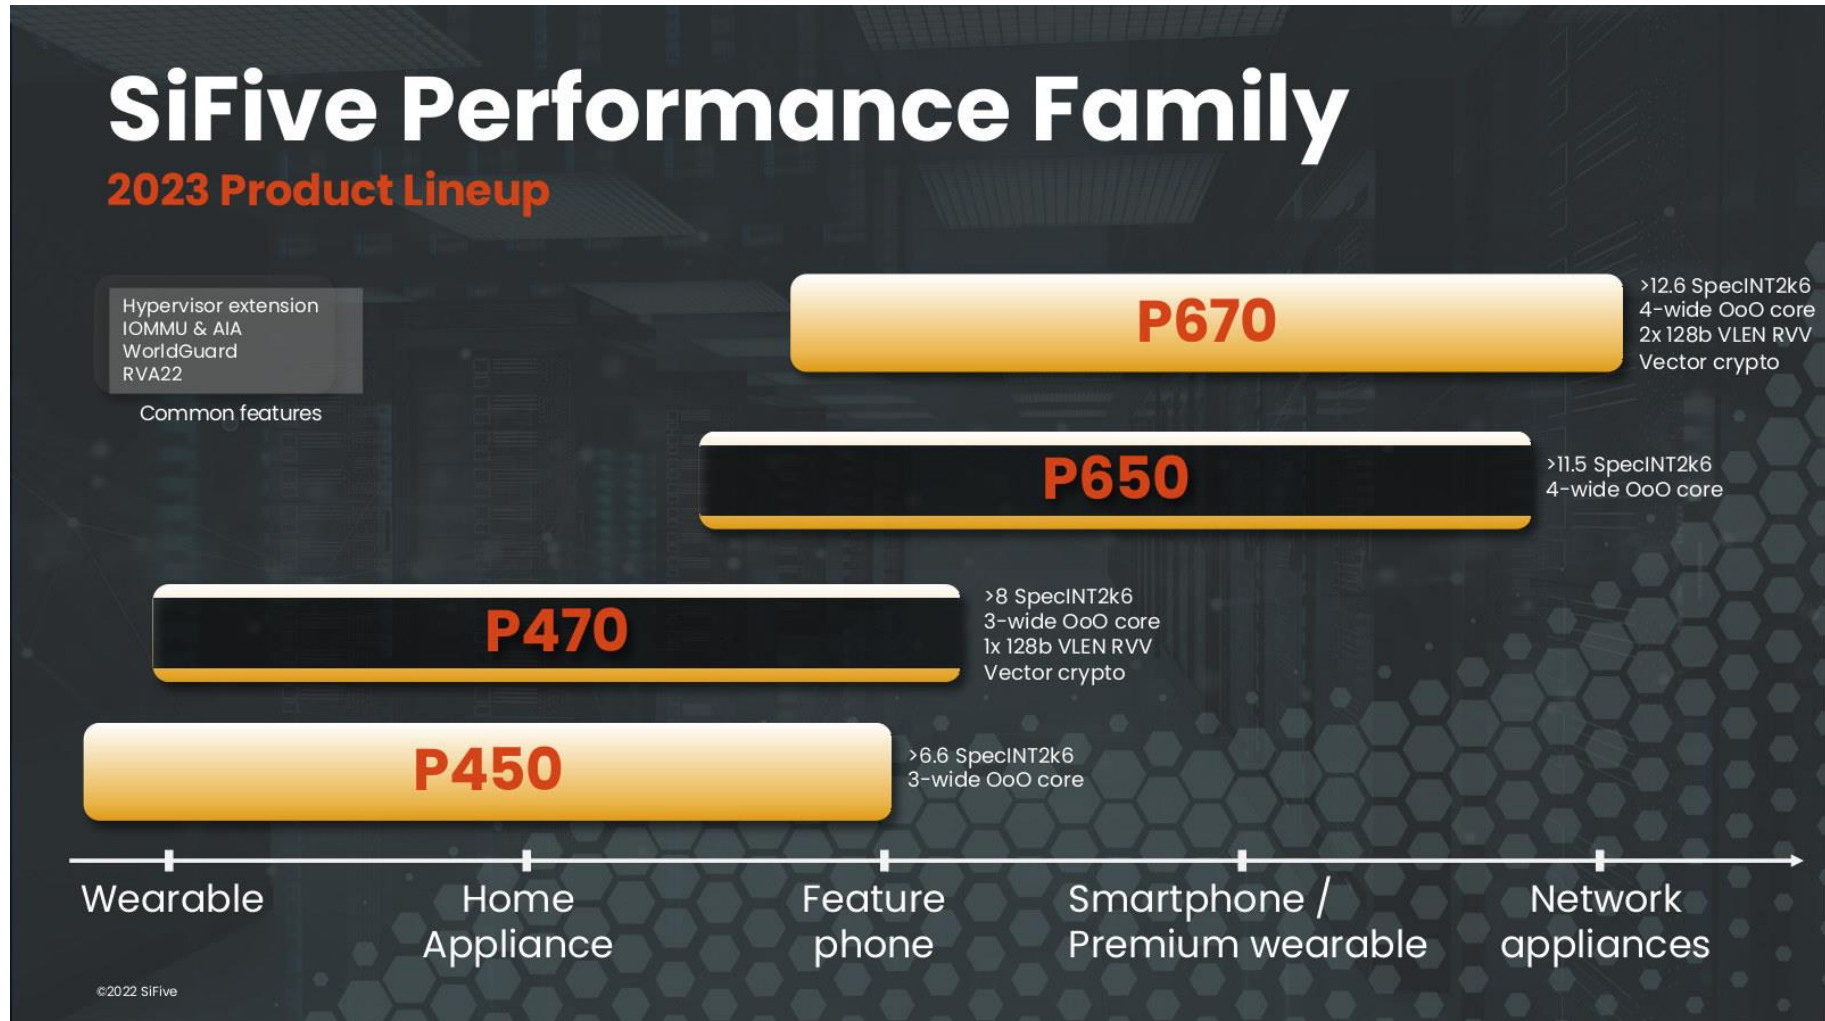 SiFive Performance Family
2023 Product Lineup
Hypervisor extension
IOMMU & AIA
WorldGuard
RVA22
Common features
P670
>12.6 SpecINT2k6
4-wide OoO core
2x 128b VLEN RVV
Vector crypto
P650
>11.5 SpecINT2k6
4-wide OoO core
P470
>8 SpecINT2k6
3-wide OoO core
1x 128b VLEN RVV
Vector crypto
P450
>6.6 SpecINT2k6
3-wide OoO core
Wearable
Home
Appliance
Feature
phone
Smartphone /
Premium wearable
Network
appliances
©2022 SiFive